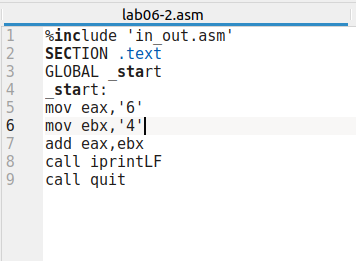 lab06-2.asm
1 %include 'in_out.asm'
2 SECTION .text
3 GLOBAL _start
4 _start:
5 mov eax,'6'
6 mov ebx,'4'
7 add eax,ebx
8 call iprintLF
9 call quit